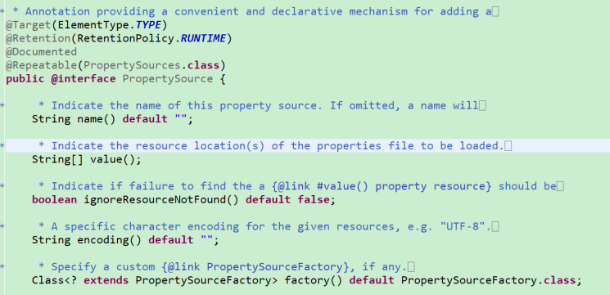 * Annotation providing a convenient and declarative mechanism for adding a
@Target(ElementType.TYPE)
@Retention(RetentionPolicy.RUNTIME)
@Documented
@Repeatable(PropertySources.class)
public @interface PropertySource {
* Indicate the name of this property source. If omitted, a name will
String name() default "";
* Indicate the resource location(s) of the properties file to be loaded.
String[] value();
* Indicate if failure to find the a {@link #value() property resource} should be
boolean ignoreResourceNotFound() default false;
* A specific character encoding for the given resources, e.g. "UTF-8".
String encoding() default "";
* Specify a custom {@link PropertySourceFactory}, if any.
Class<? extends PropertySourceFactory> factory() default PropertySourceFactory.class;